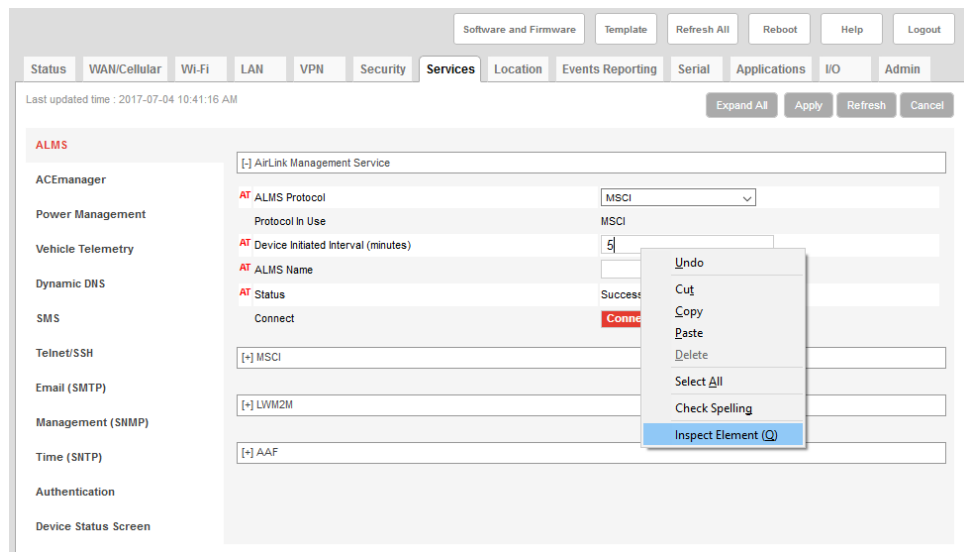 Software and Firmware Template Refresh All Reboot Help Logout
Status WAN/Cellular Wi-Fi LAN VPN Security Services Location Events Reporting Serial Applications I/O Admin
Last updated time : 2017-07-04 10:41:16 AM
Expand All Apply Refresh Cancel
ALMS
ACEmanager
Power Management
Vehicle Telemetry
Dynamic DNS
SMS
Telnet/SSH
Email (SMTP)
Management (SNMP)
Time (SNTP)
Authentication
Device Status Screen
[-] AirLink Management Service
AT ALMS Protocol MSCI
Protocol In Use MSCI
AT Device Initiated Interval (minutes) 5
AT ALMS Name
AT Status Success
Connect Conne
[+] MSCI
[+] LWM2M
[+] AAF
Undo
Cut
Copy
Paste
Delete
Select All
Check Spelling
Inspect Element (Q)